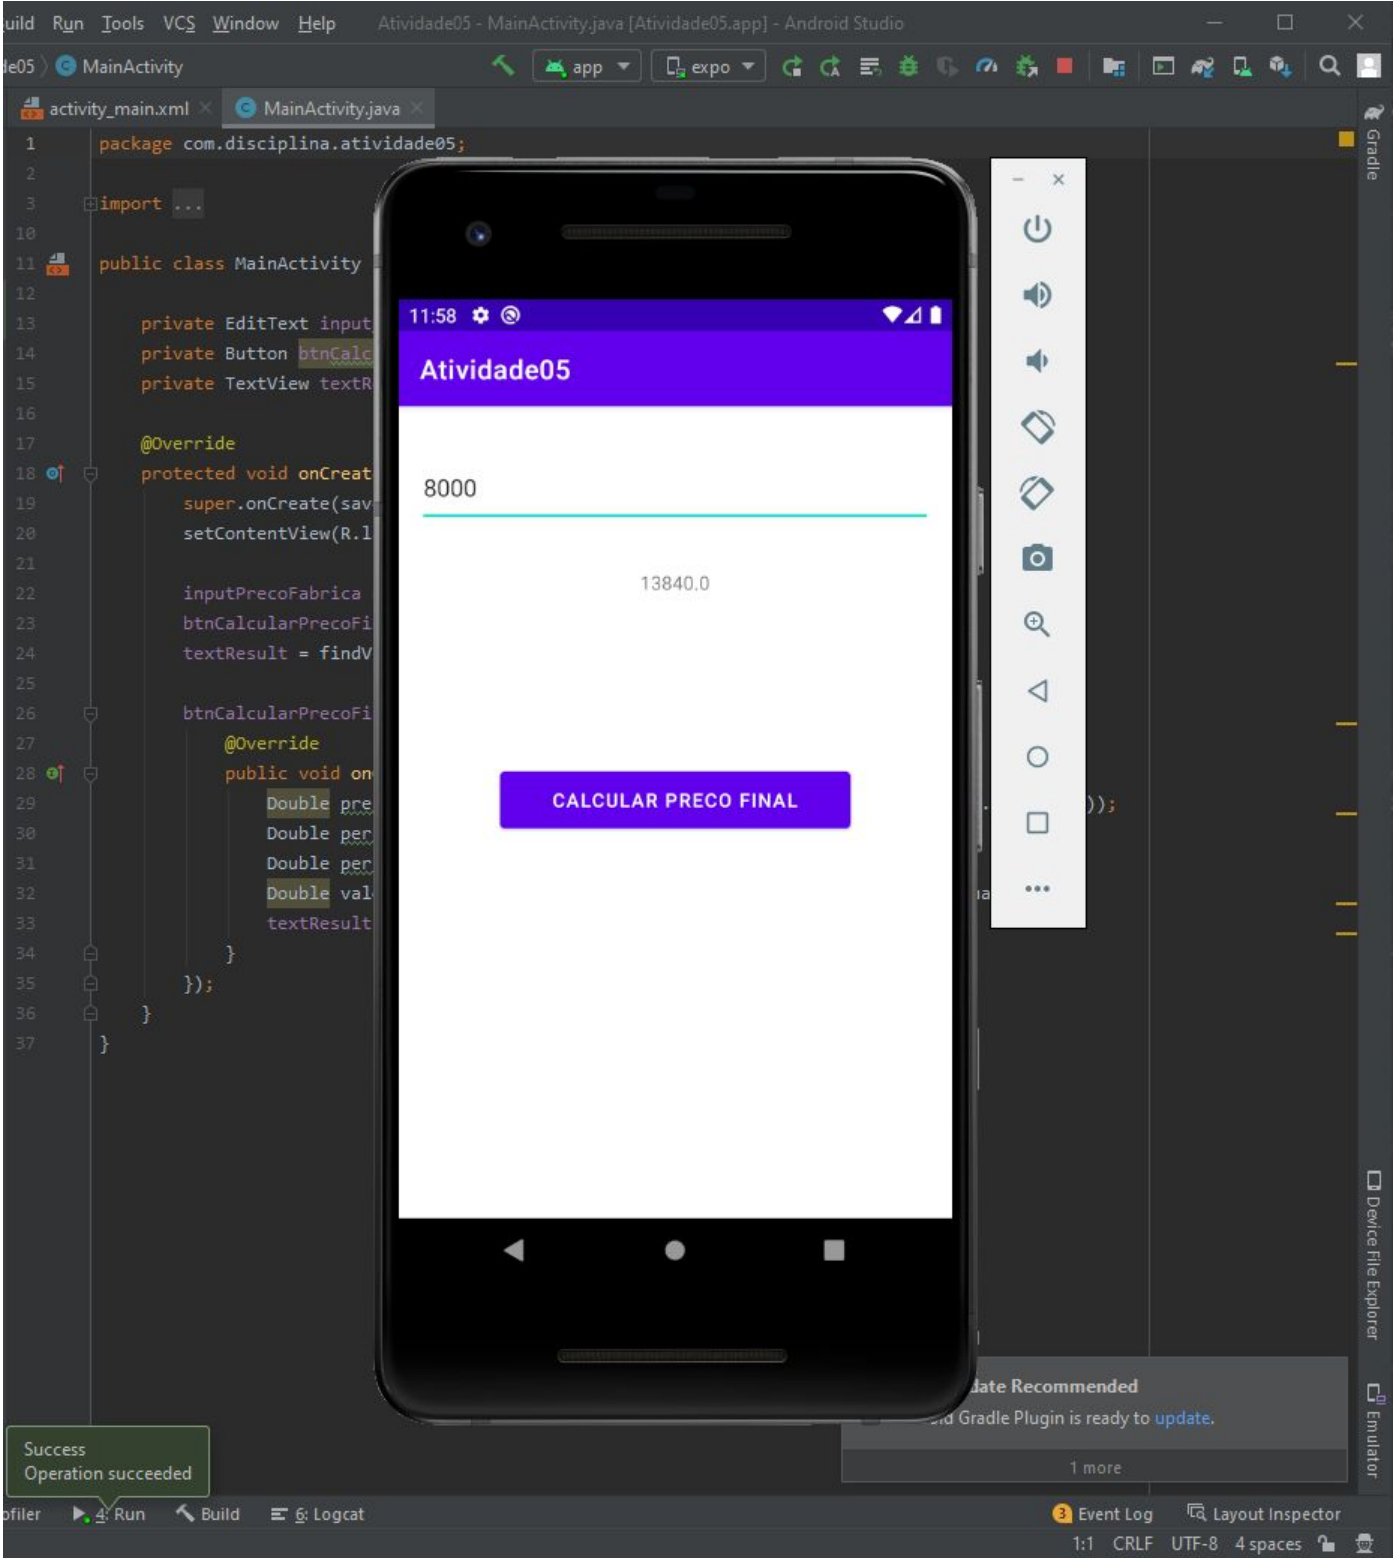 uild Run Tools VCS Window Help Atividade05 - MainActivity.java [Atividade05.app] - Android Studio
de05 MainActivity app expo
activity_main.xml MainActivity.java
1 package com.disciplina.atividade05;
2
3 import ...
10
11 public class MainActivity
12
13 private EditText input
14 private Button btnCalc
15 private TextView textR
16
17 @Override
18 protected void onCreat
19 super.onCreate(sav
20 setContentView(R.l
21
22 inputPrecoFabrica
23 btnCalcularPrecoFi
24 textResult = findV
25
26 btnCalcularPrecoFi
27 @Override
28 public void on
29 Double pre . ));
30 Double per
31 Double per
32 Double val
33 textResult
34 }
35 });
36 }
37 }
11:58
Atividade05
8000
13840.0
CALCULAR PRECO FINAL
Gradle
Device File Explorer
Emulator
date Recommended
oid Gradle Plugin is ready to update.
1 more
Success
Operation succeeded
ofiler 4: Run Build 6: Logcat 3 Event Log Layout Inspector
1:1 CRLF UTF-8 4 spaces